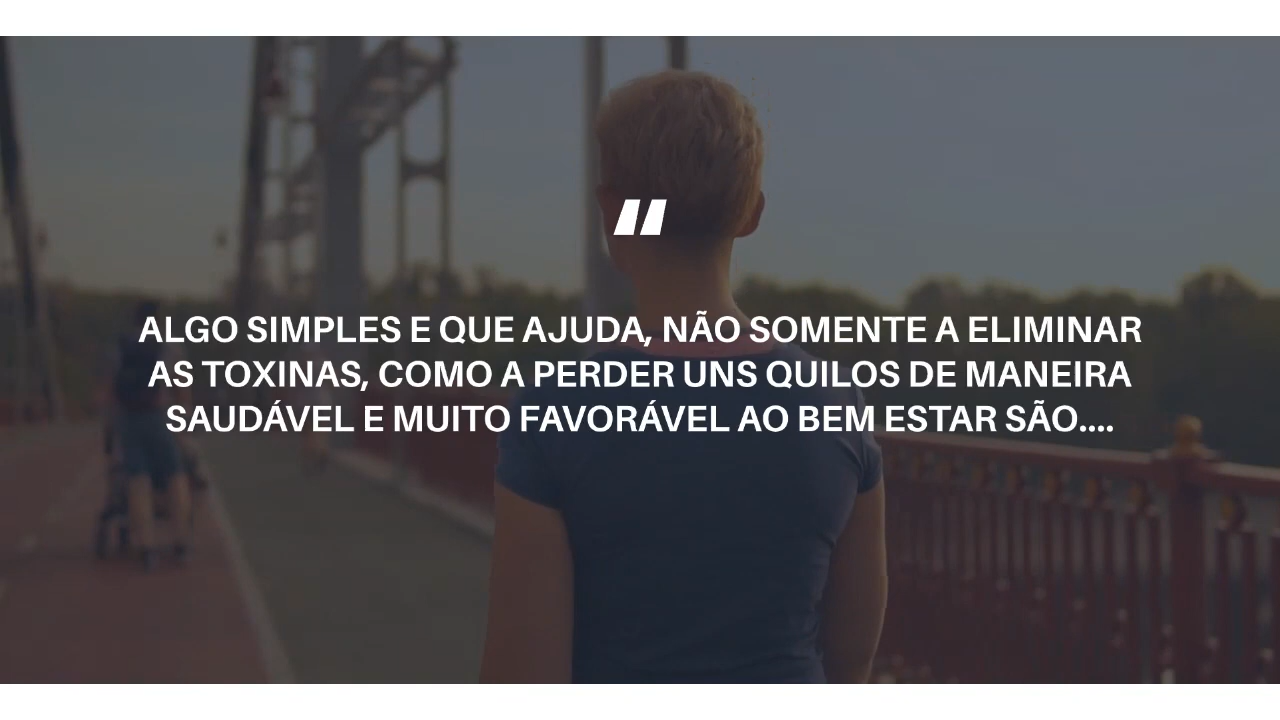 "
ALGO SIMPLES E QUE AJUDA, NÃO SOMENTE A ELIMINAR
AS TOXINAS, COMO A PERDER UNS QUILOS DE MANEIRA
SAUDÁVEL E MUITO FAVORÁVEL AO BEM ESTAR SÃO....